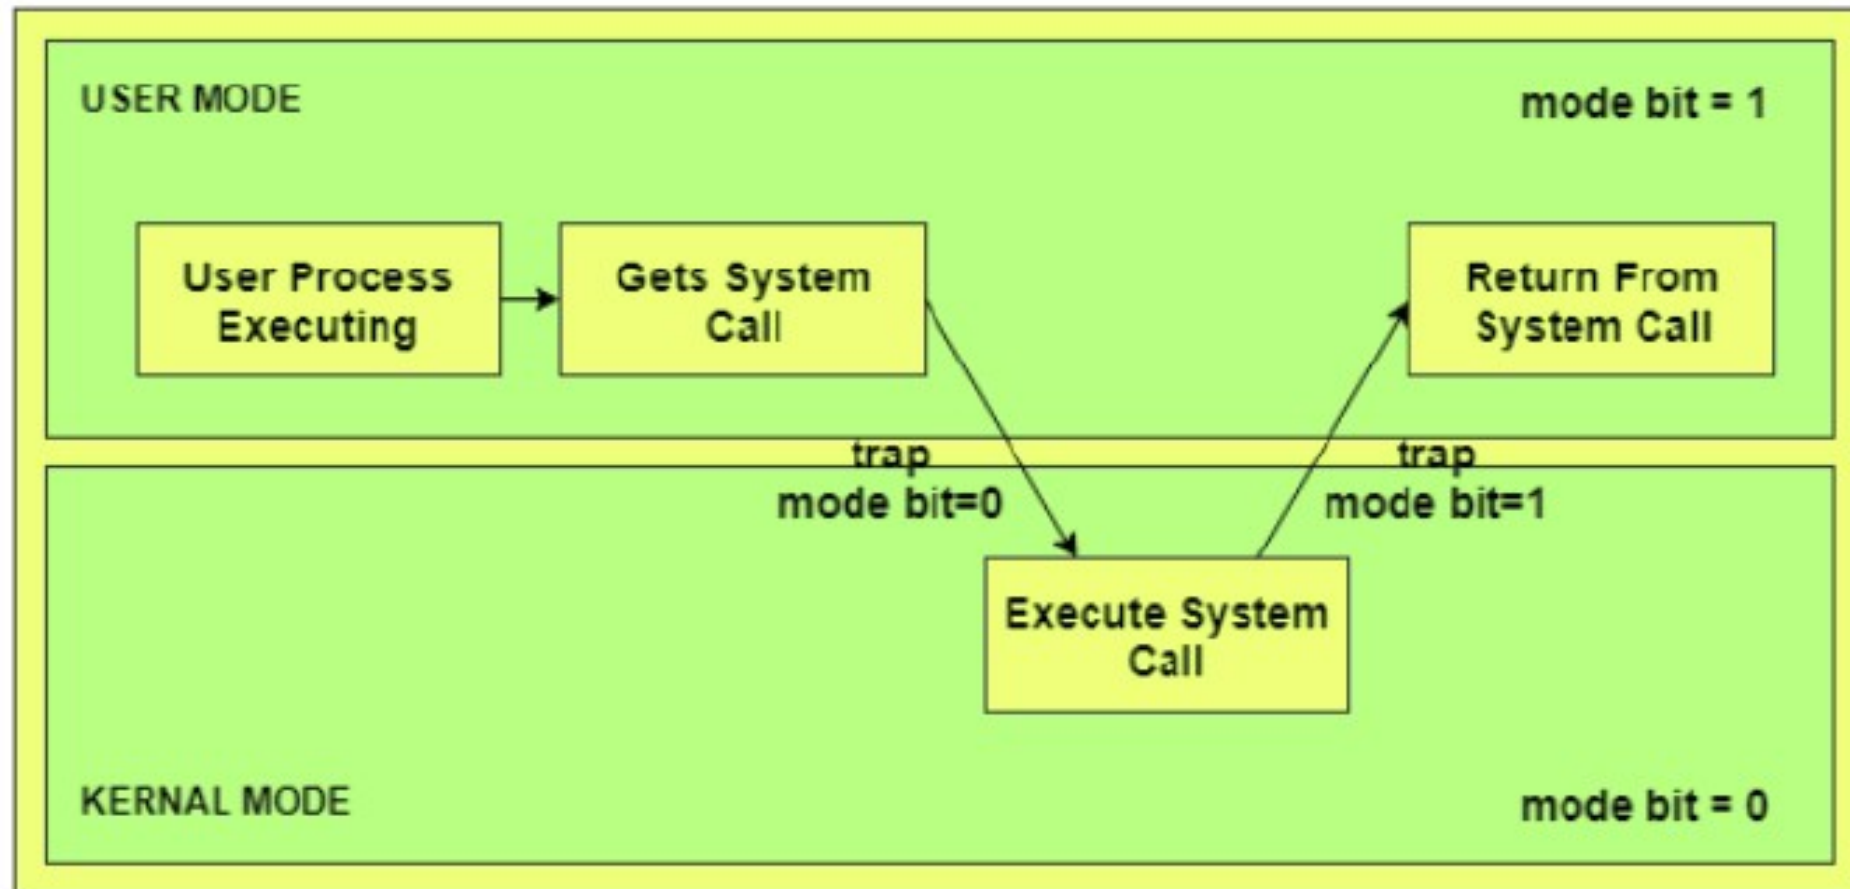 USER MODE
mode bit = 1
User Process
Executing
Gets System
Call
Return From
System Call
trap
mode bit=0
trap
mode bit=1
Execute System
Call
KERNAL MODE
mode bit = 0